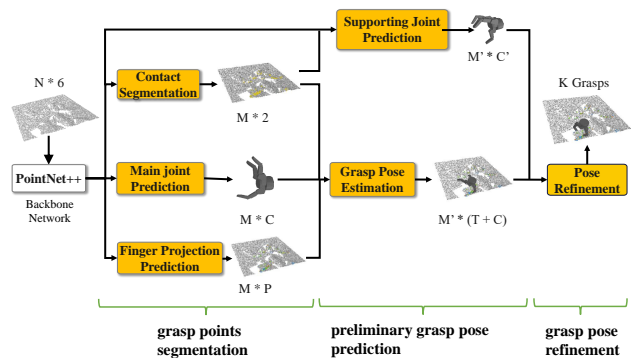 N * 6
PointNet++
Backbone
Network
Contact
Segmentation
M * 2
Main joint
Prediction
M * C
Finger Projection
Prediction
M * P
Supporting Joint
Prediction
M' * C'
Grasp Pose
Estimation
M' * (T + C)
K Grasps
Pose
Refinement
grasp points
segmentation
preliminary grasp pose
prediction
grasp pose
refinement